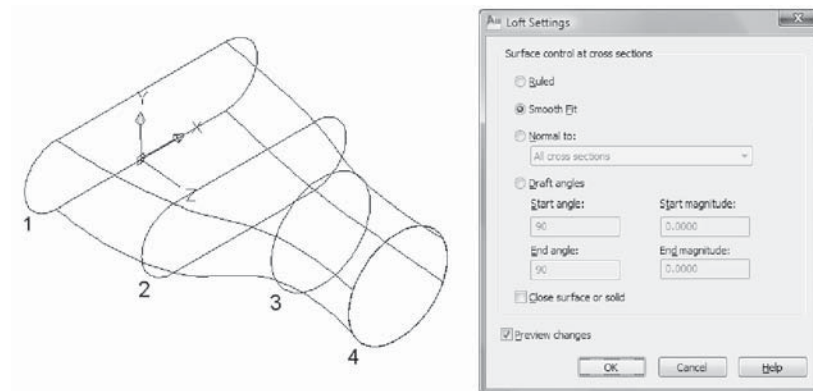 Y
X
Z
1
2
3
4
Loft Settings
Surface control at cross sections
Ruled
Smooth Fit
Normal to:
All cross sections
Draft angles
Start angle:
Start magnitude:
90
0.0000
End angle:
End magnitude:
90
0.0000
Close surface or solid
Preview changes
OK
Cancel
Help